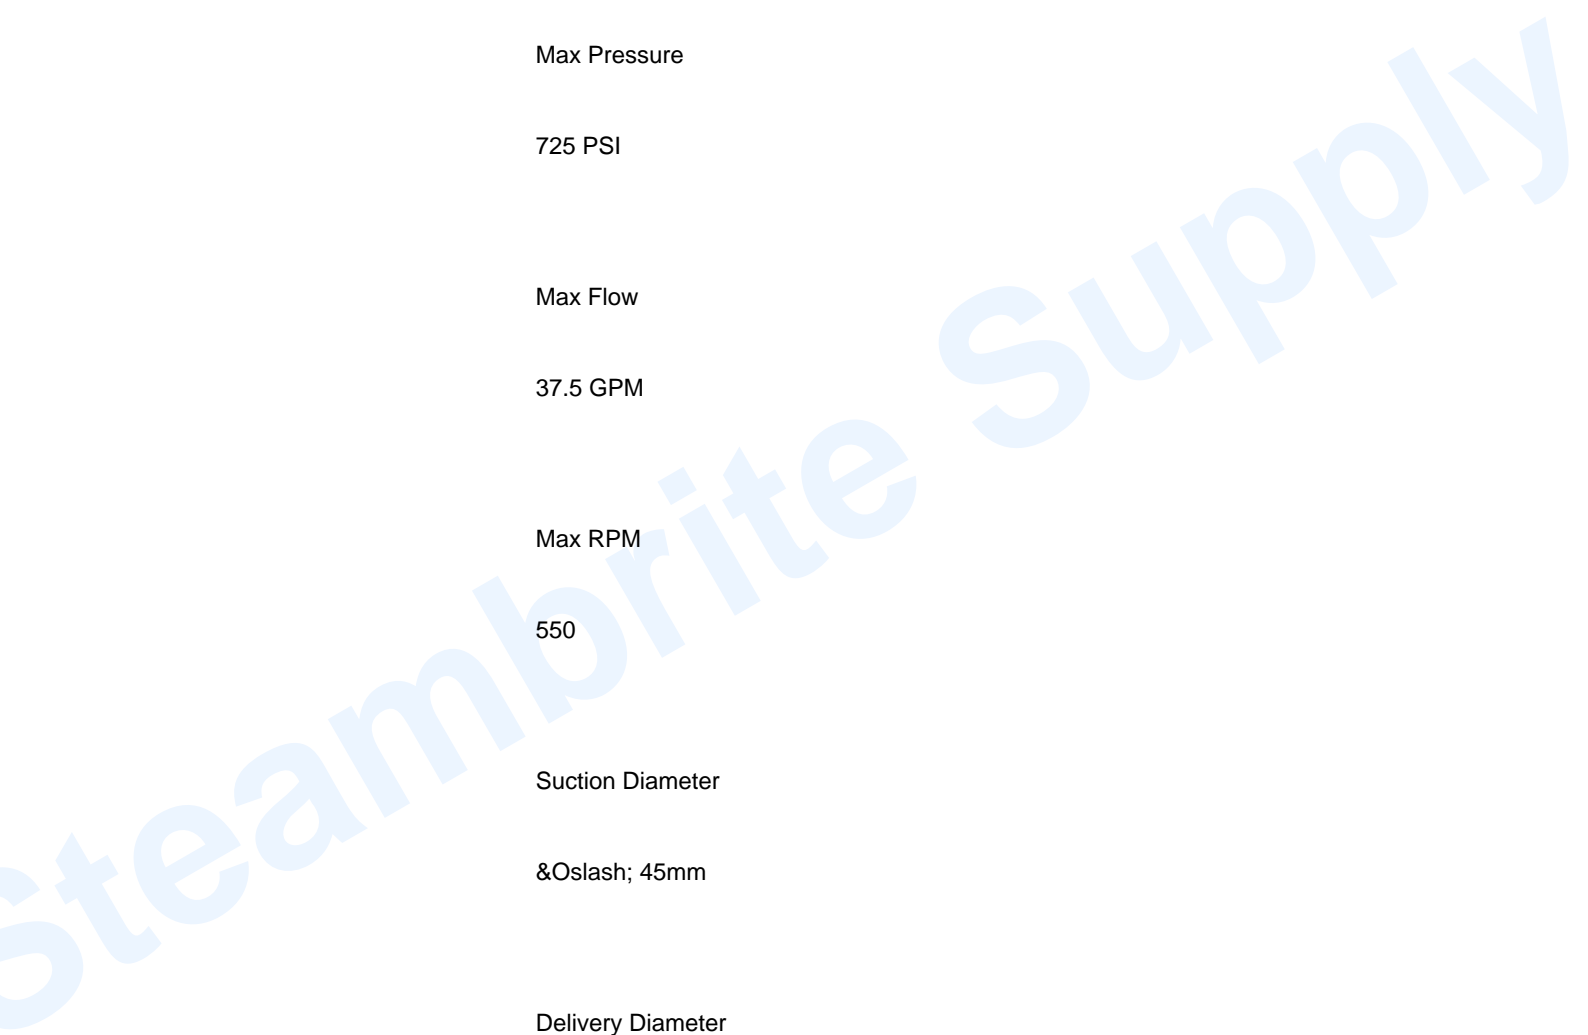 Max Pressure
725 PSI
Max Flow
37.5 GPM
Max RPM
550
Suction Diameter
&Oslash; 45mm
Delivery Diameter
Steambrite Supply